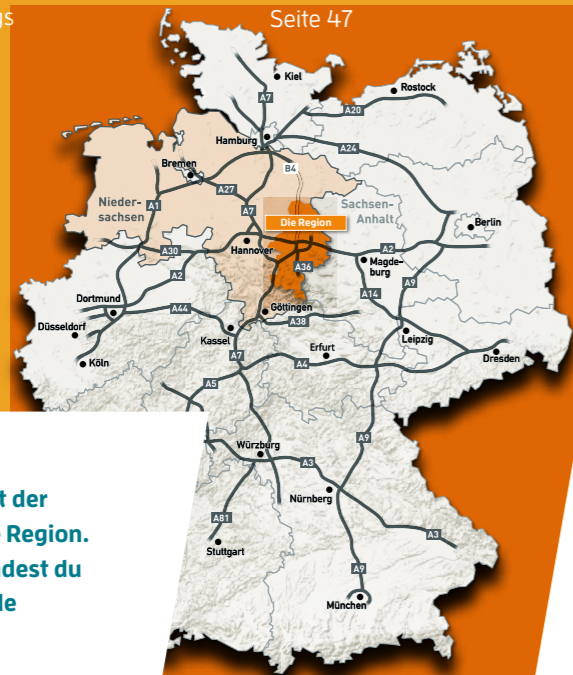 gs
Seite 47
Kiel
Rostock
A7
A20
Hamburg
A24
Bremen
B4
A27
Nieder-
sachsen
A1
A7
Sachsen-
Anhalt
Berlin
Die Region
A30
Hannover
A2
A2
A36
Magde-
burg
A9
A14
Dortmund
A44
Göttingen
Düsseldorf
Kassel
A38
Leipzig
Köln
A7
Erfurt
A4
Dresden
A5
A9
Würzburg
A3
Nürnberg
A81
A3
Stuttgart
A9
München
t der
e Region.
ndest du
le